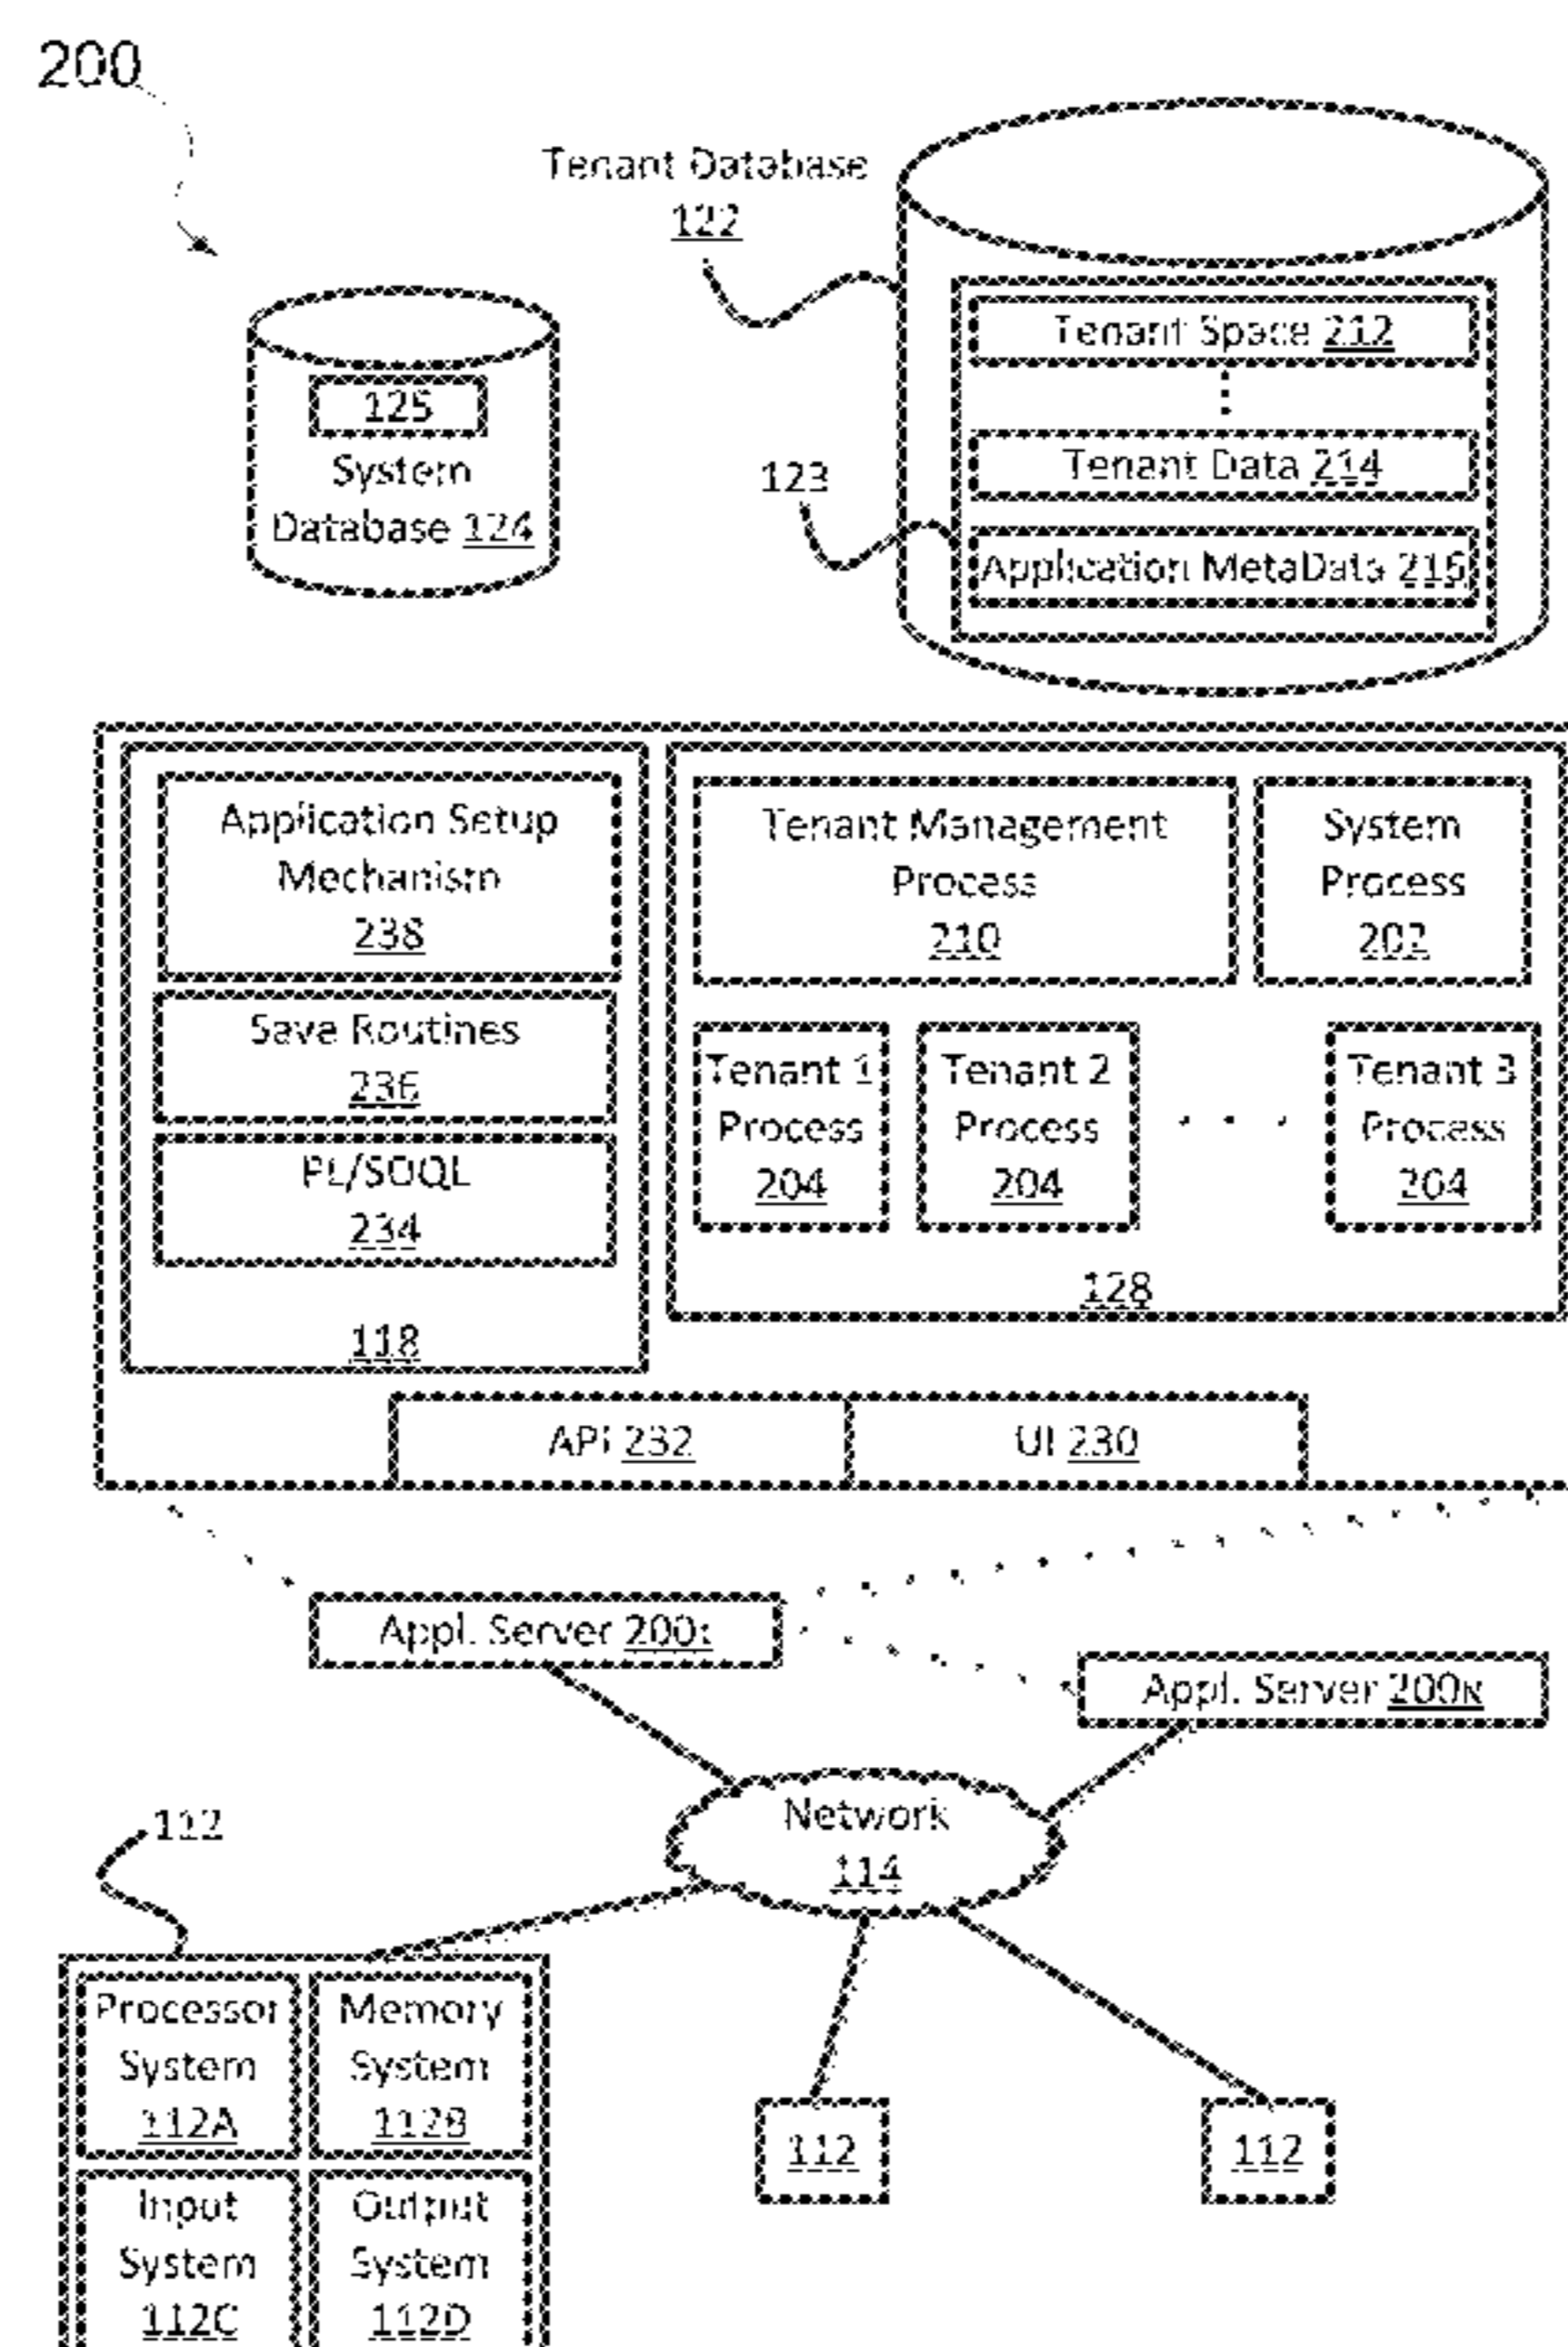 200
Tenant Database
122
Tenant Space 212
125
System
Database 124
123
Tenant Data 214
Application MetaData 216
Application Setup
Mechanism
238
Save Routines
236
PL/SOQL
234
118
Tenant Management
Process
210
System
Process
202
Tenant 1
Process
204
Tenant 2
Process
204
Tenant 3
Process
204
128
API 232
UI 230
Appl. Server
Appl. Server 200N
Network
114
112
Processor
System
112A
Memory
System
112B
Input
System
112C
Output
System
112D
112
112